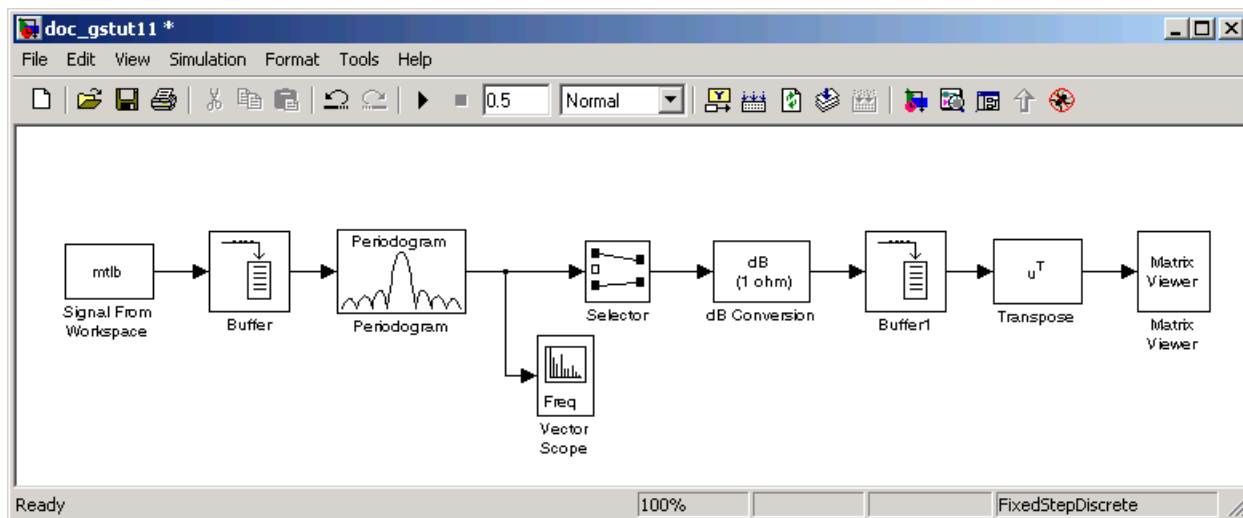 doc_gstut11 *
File Edit View Simulation Format Tools Help
0.5 Normal
Periodogram
mtlb
dB
(1 ohm)
u^T
Matrix
Viewer
Signal From
Workspace
Buffer
Periodogram
Selector
dB Conversion
Buffer1
Transpose
Matrix
Viewer
Freq
Vector
Scope
Ready 100% FixedStepDiscrete